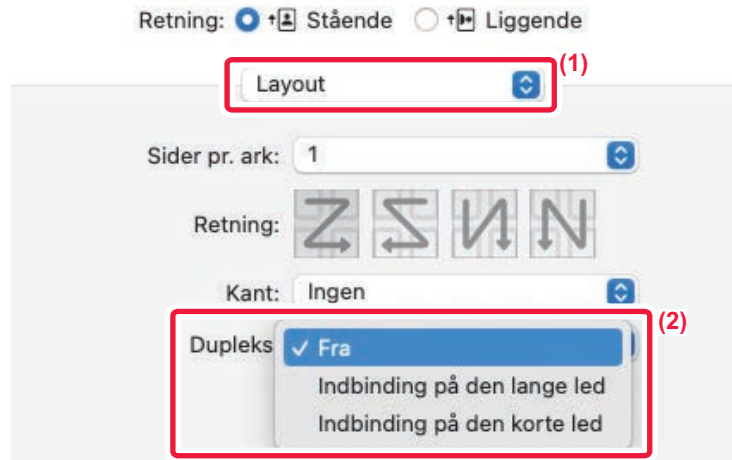 Retning: Stående Liggende
(1)
Layout
Sider pr. ark: 1
Retning:
Kant: Ingen
(2)
Dupleks ✓ Fra
Indbinding på den lange led
Indbinding på den korte led